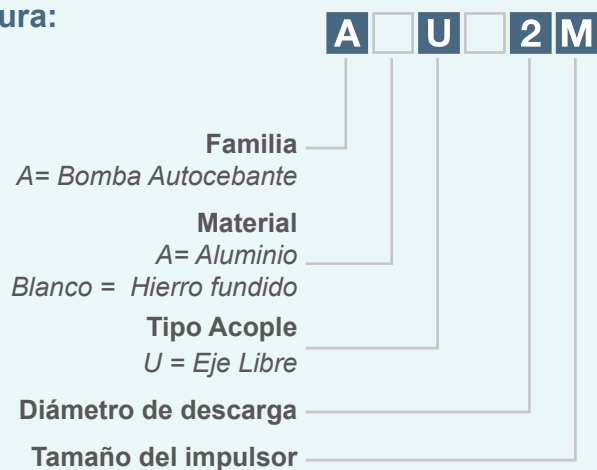 ura:
A U 2 M
Familia
A= Bomba Autocebante
Material
A= Aluminio
Blanco = Hierro fundido
Tipo Acople
U = Eje Libre
Diámetro de descarga
Tamaño del impulsor